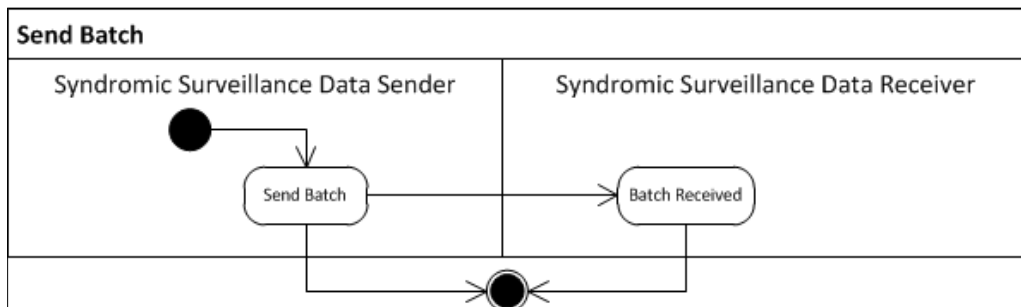 Send Batch
Syndromic Surveillance Data Sender
Syndromic Surveillance Data Receiver
Send Batch
Batch Received